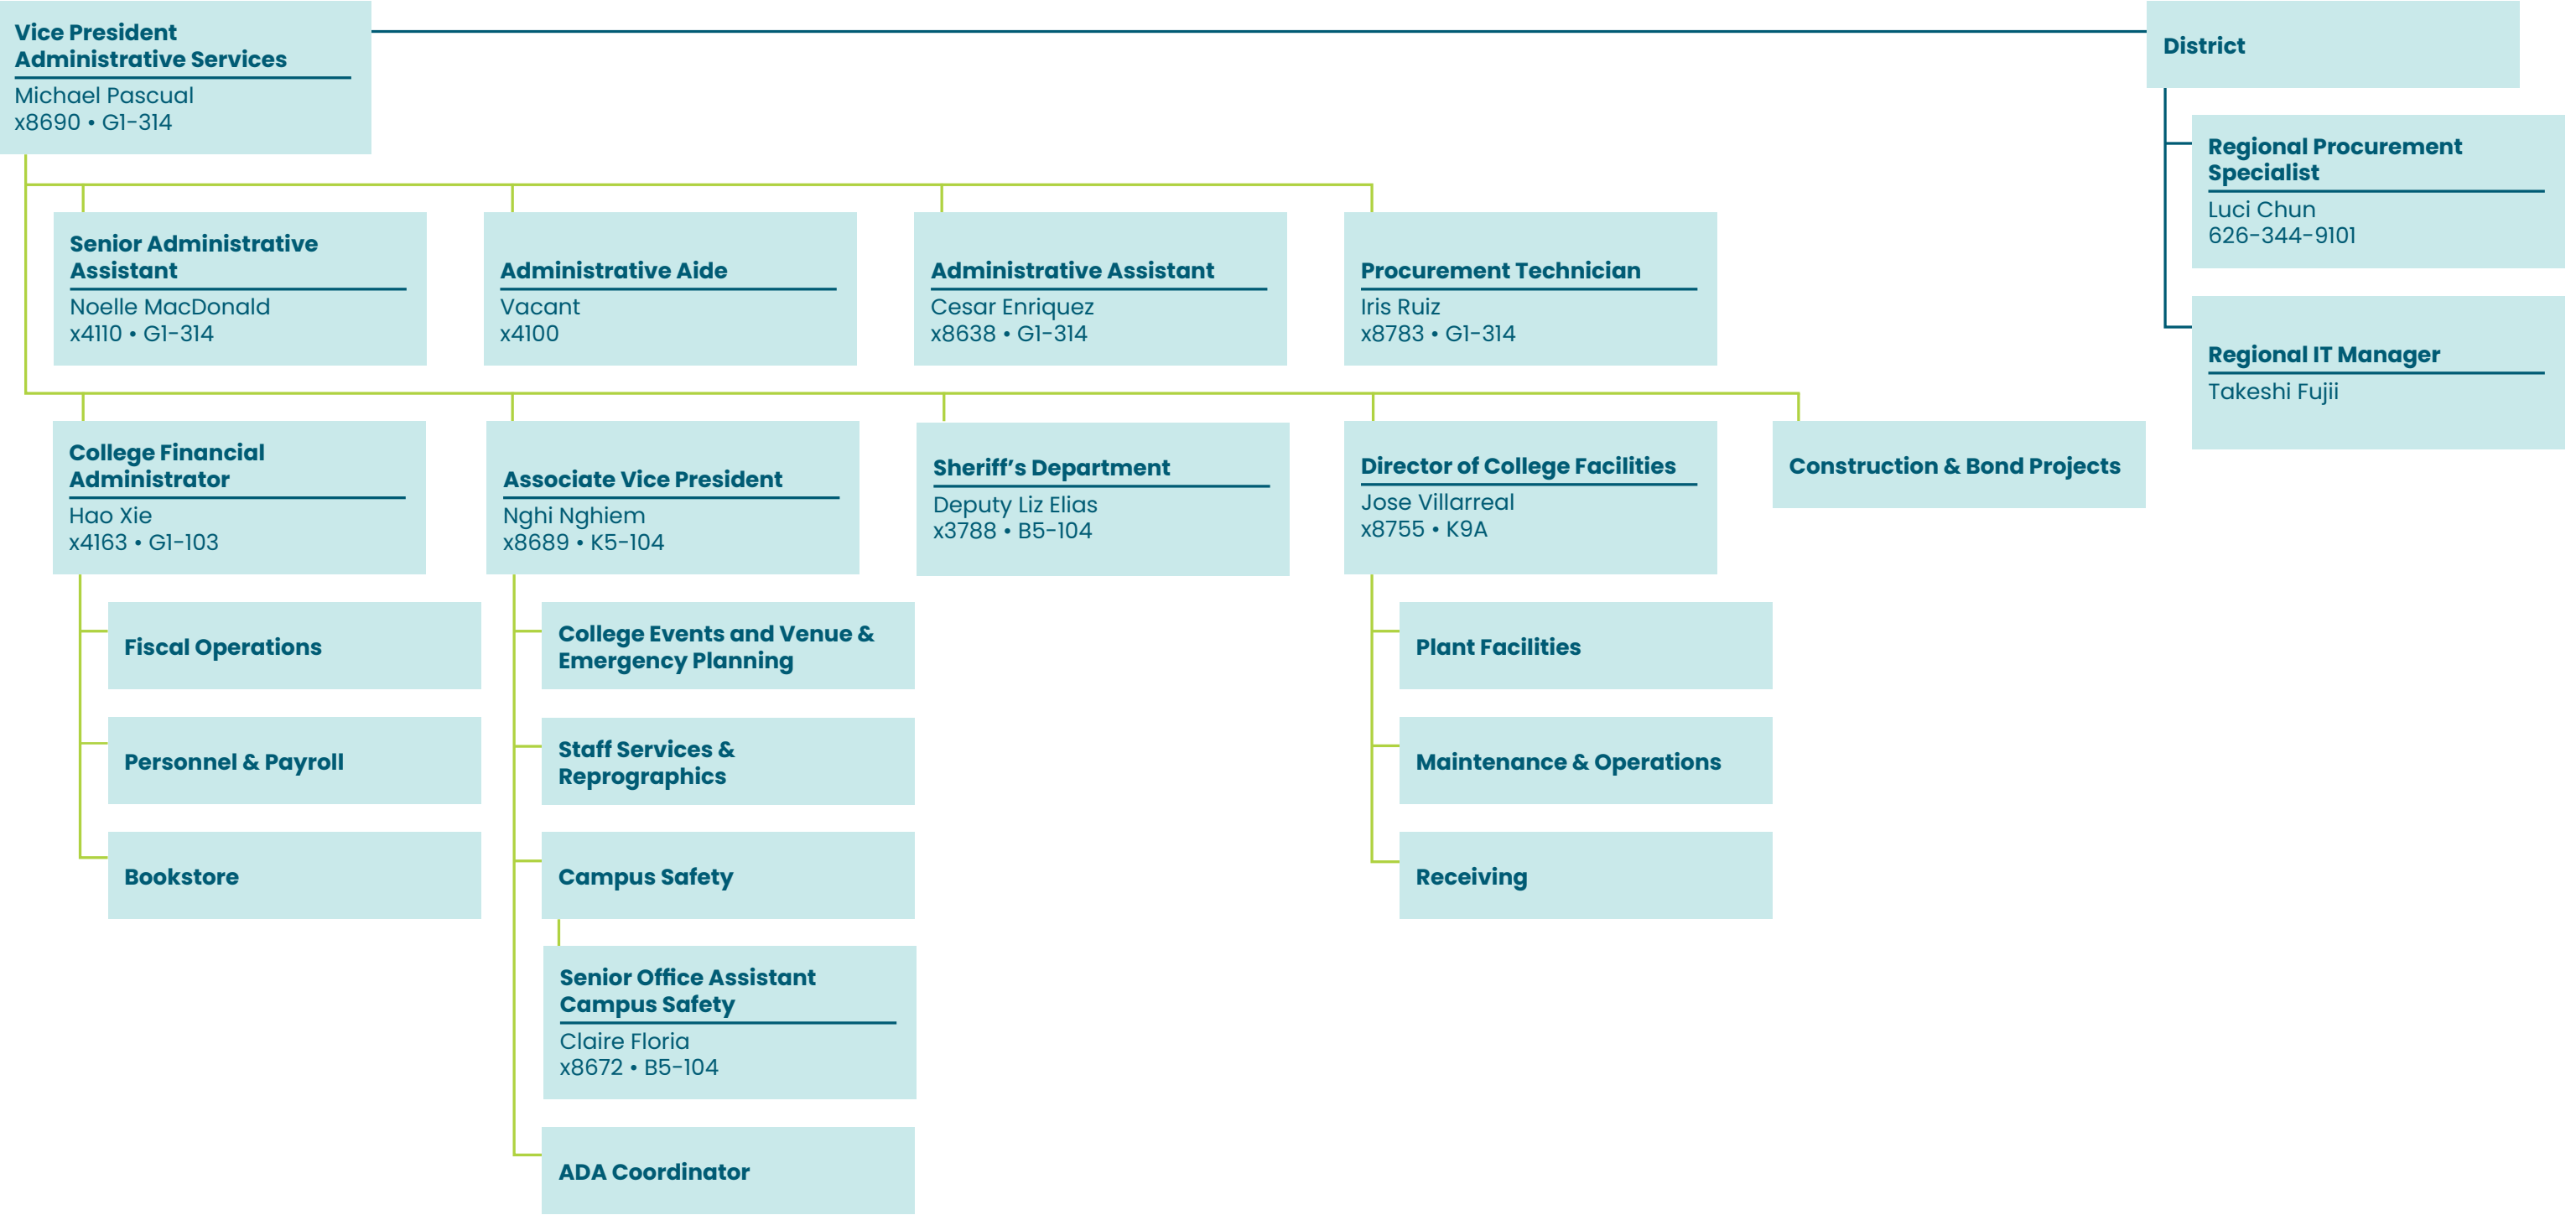 Vice President
Administrative Services
Michael Pascual
x8690 • G1-314
District
Regional Procurement
Specialist
Luci Chun
626-344-9101
Regional IT Manager
Takeshi Fujii
Senior Administrative
Assistant
Noelle MacDonald
x4110 • G1-314
Administrative Aide
Vacant
x4100
Administrative Assistant
Cesar Enriquez
x8638 • G1-314
Procurement Technician
Iris Ruiz
x8783 • G1-314
College Financial
Administrator
Hao Xie
x4163 • G1-103
Associate Vice President
Nghi Nghiem
x8689 • K5-104
Sheriff’s Department
Deputy Liz Elias
x3788 • B5-104
Director of College Facilities
Jose Villarreal
x8755 • K9A
Construction & Bond Projects
Fiscal Operations
Personnel & Payroll
Bookstore
College Events and Venue &
Emergency Planning
Staff Services &
Reprographics
Campus Safety
Senior Office Assistant
Campus Safety
Claire Floria
x8672 • B5-104
ADA Coordinator
Plant Facilities
Maintenance & Operations
Receiving